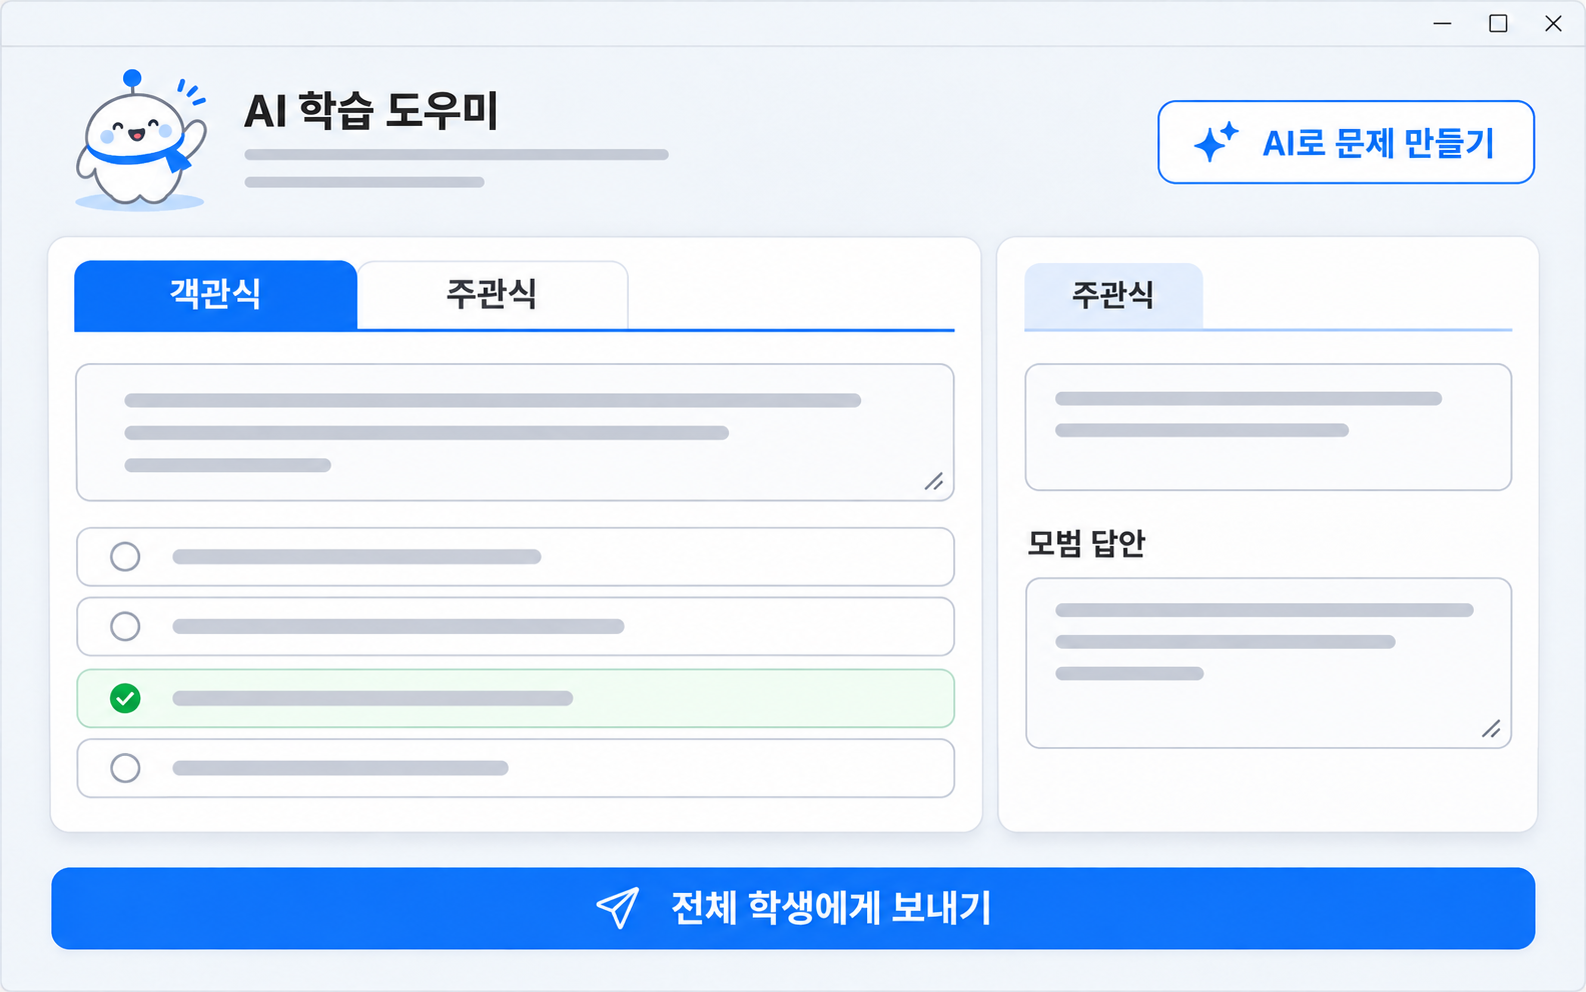 AI 학습 도우미
AI로 문제 만들기
객관식
주관식
주관식
모범 답안
전체 학생에게 보내기